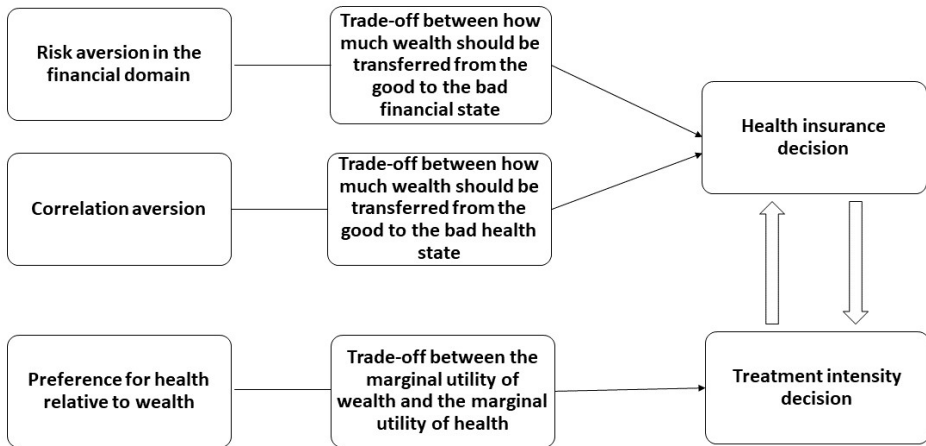 Risk aversion in the
financial domain
Trade-off between how
much wealth should be
transferred from the
good to the bad
financial state
Health insurance
decision
Correlation aversion
Trade-off between how
much wealth should be
transferred from the
good to the bad health
state
Preference for health
relative to wealth
Trade-off between the
marginal utility of
wealth and the marginal
utility of health
Treatment intensity
decision